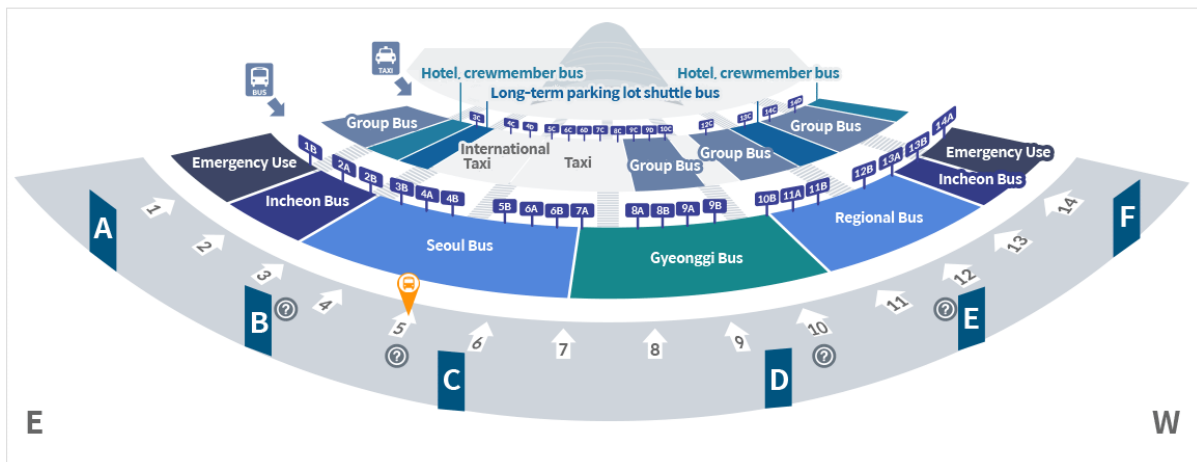 BUS
TAXI
Hotel, crewmember bus
Hotel, crewmember bus
Long-term parking lot shuttle bus
Group Bus
3C
4C
4D
5C
6C
6D
7C
8C
9C
9D
10C
12C
13C
14C
14D
Group Bus
International
Taxi
Taxi
Group Bus
Group Bus
Emergency Use
1B
2A
2B
3B
4A
4B
5B
6A
6B
7A
8A
8B
9A
9B
10B
11A
11B
12B
13A
13B
14A
Emergency Use
Incheon Bus
Incheon Bus
Seoul Bus
Gyeonggi Bus
Regional Bus
A
1
2
3
B
?
4
5
?
6
C
7
8
9
D
10
?
11
12
?
E
13
14
F
E
W